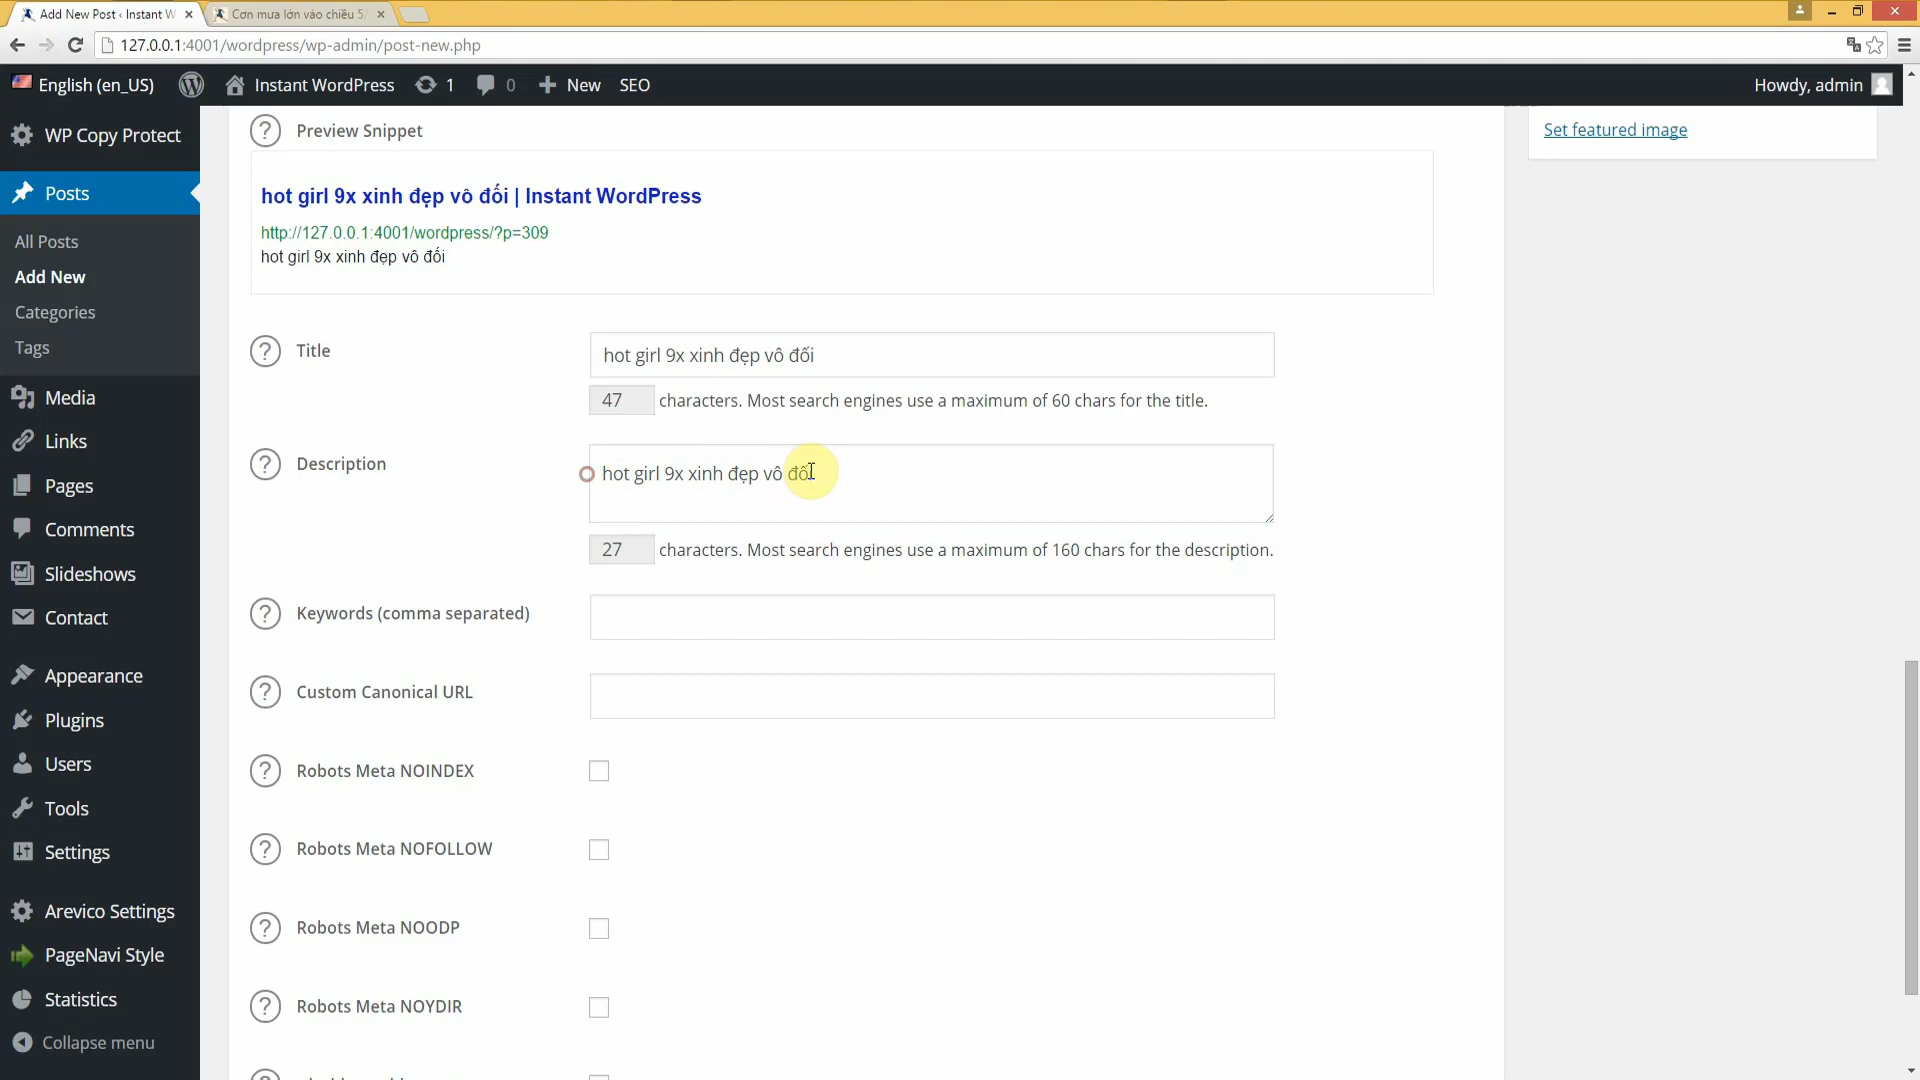 Add New Post ‹ Instant W
Cơn mưa lớn vào chiều 5/
127.0.0.1:4001/wordpress/wp-admin/post-new.php
English (en_US)
Instant WordPress
1
0
New
SEO
Howdy, admin
WP Copy Protect
Posts
All Posts
Add New
Categories
Tags
Media
Links
Pages
Comments
Slideshows
Contact
Appearance
Plugins
Users
Tools
Settings
Arevico Settings
PageNavi Style
Statistics
Collapse menu
? Preview Snippet
hot girl 9x xinh đẹp vô đối | Instant WordPress
http://127.0.0.1:4001/wordpress/?p=309
hot girl 9x xinh đẹp vô đối
? Title
hot girl 9x xinh đẹp vô đối
47 characters. Most search engines use a maximum of 60 chars for the title.
? Description
hot girl 9x xinh đẹp vô đối
27 characters. Most search engines use a maximum of 160 chars for the description.
? Keywords (comma separated)
? Custom Canonical URL
? Robots Meta NOINDEX
? Robots Meta NOFOLLOW
? Robots Meta NOODP
? Robots Meta NOYDIR
Set featured image